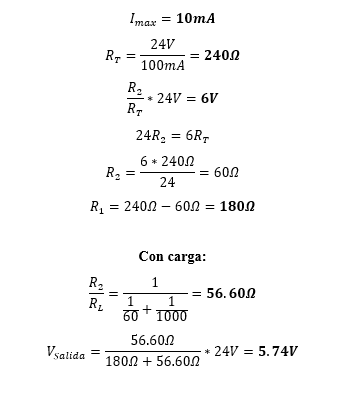 I_max = 10mA
R_T = 24V / 100mA = 240Ω
R_2 / R_T * 24V = 6V
24R_2 = 6R_T
R_2 = 6 * 240Ω / 24 = 60Ω
R_1 = 240Ω − 60Ω = 180Ω
Con carga:
R_2 / R_L = 1 / (1/60 + 1/1000) = 56.60Ω
V_Salida = 56.60Ω / 180Ω + 56.60Ω * 24V = 5.74V